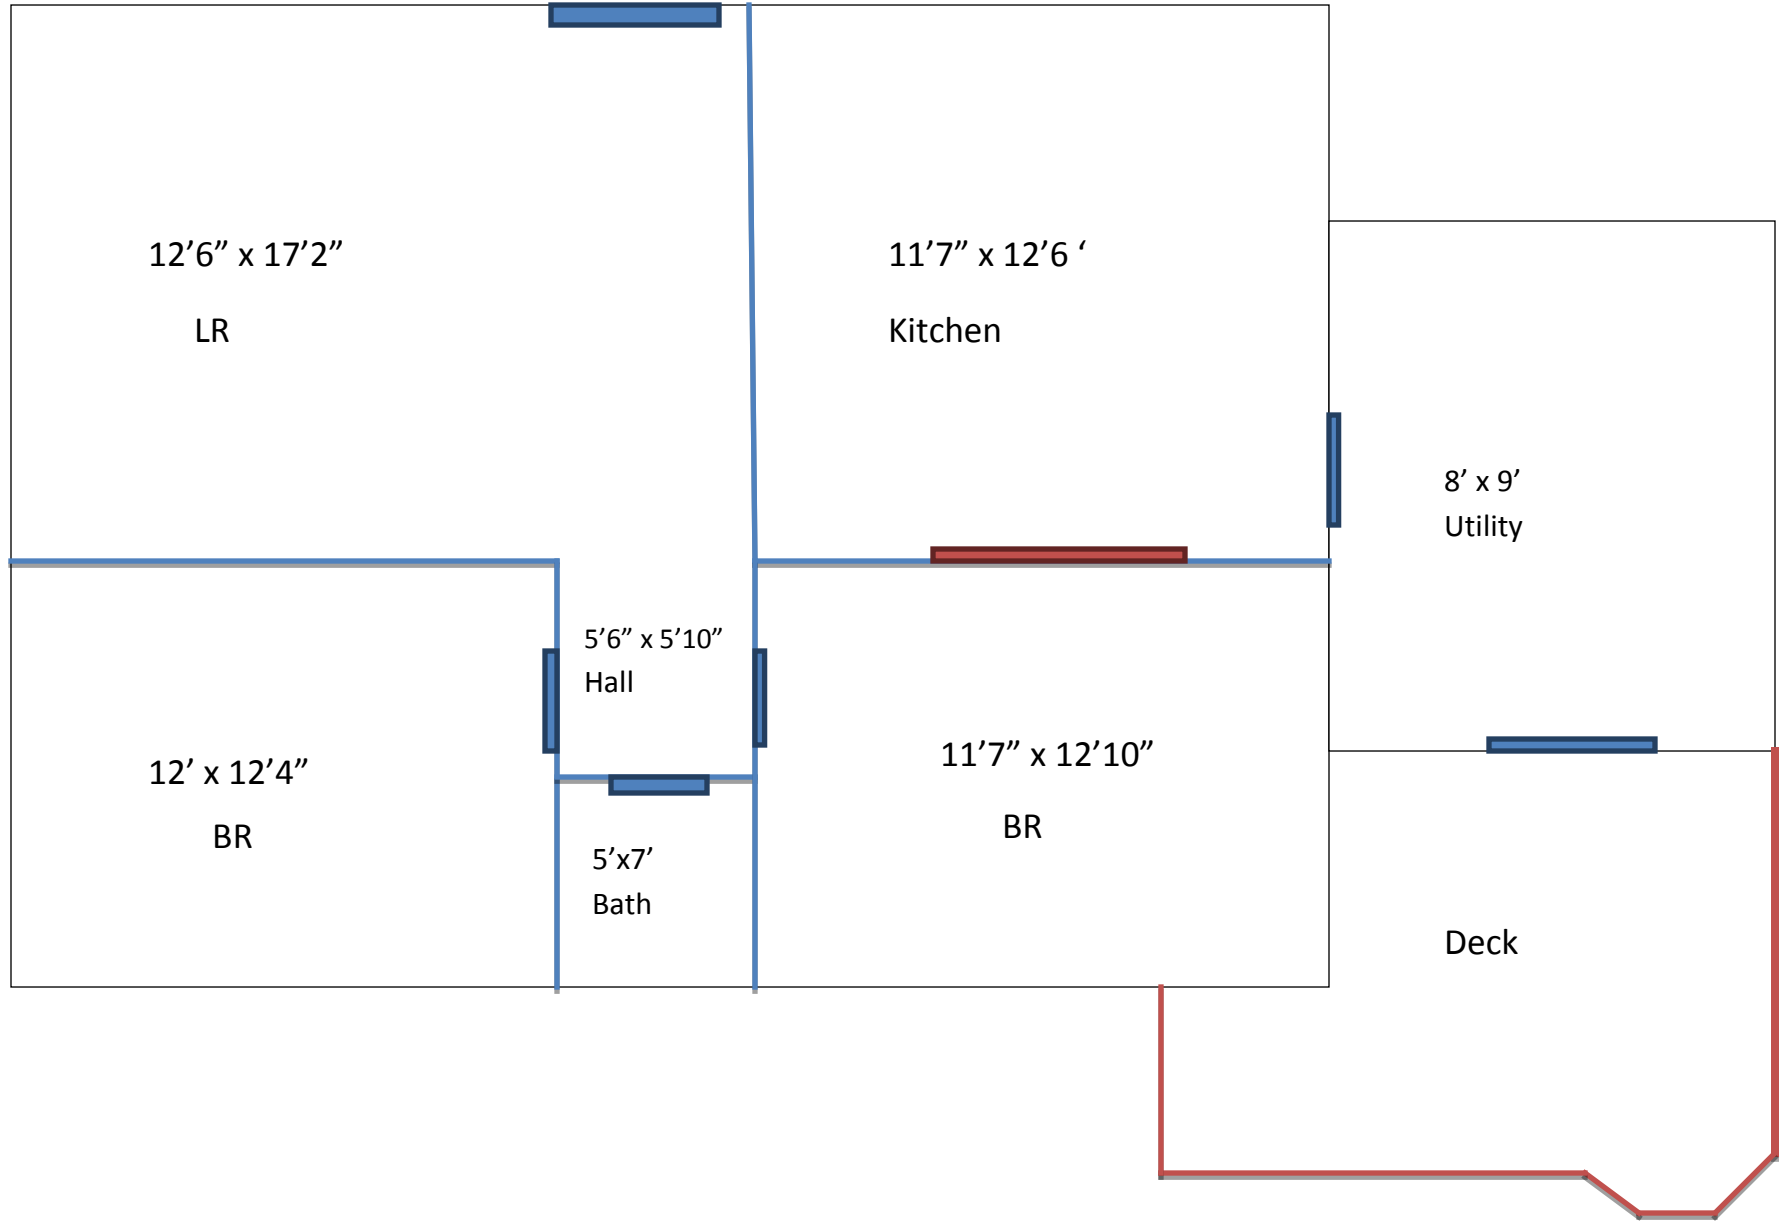 12’6” x 17’2”
LR
11’7” x 12’6 ‘
Kitchen
8’ x 9’
Utility
5’6” x 5’10”
Hall
12’ x 12’4”
BR
11’7” x 12’10”
BR
5’x7’
Bath
Deck